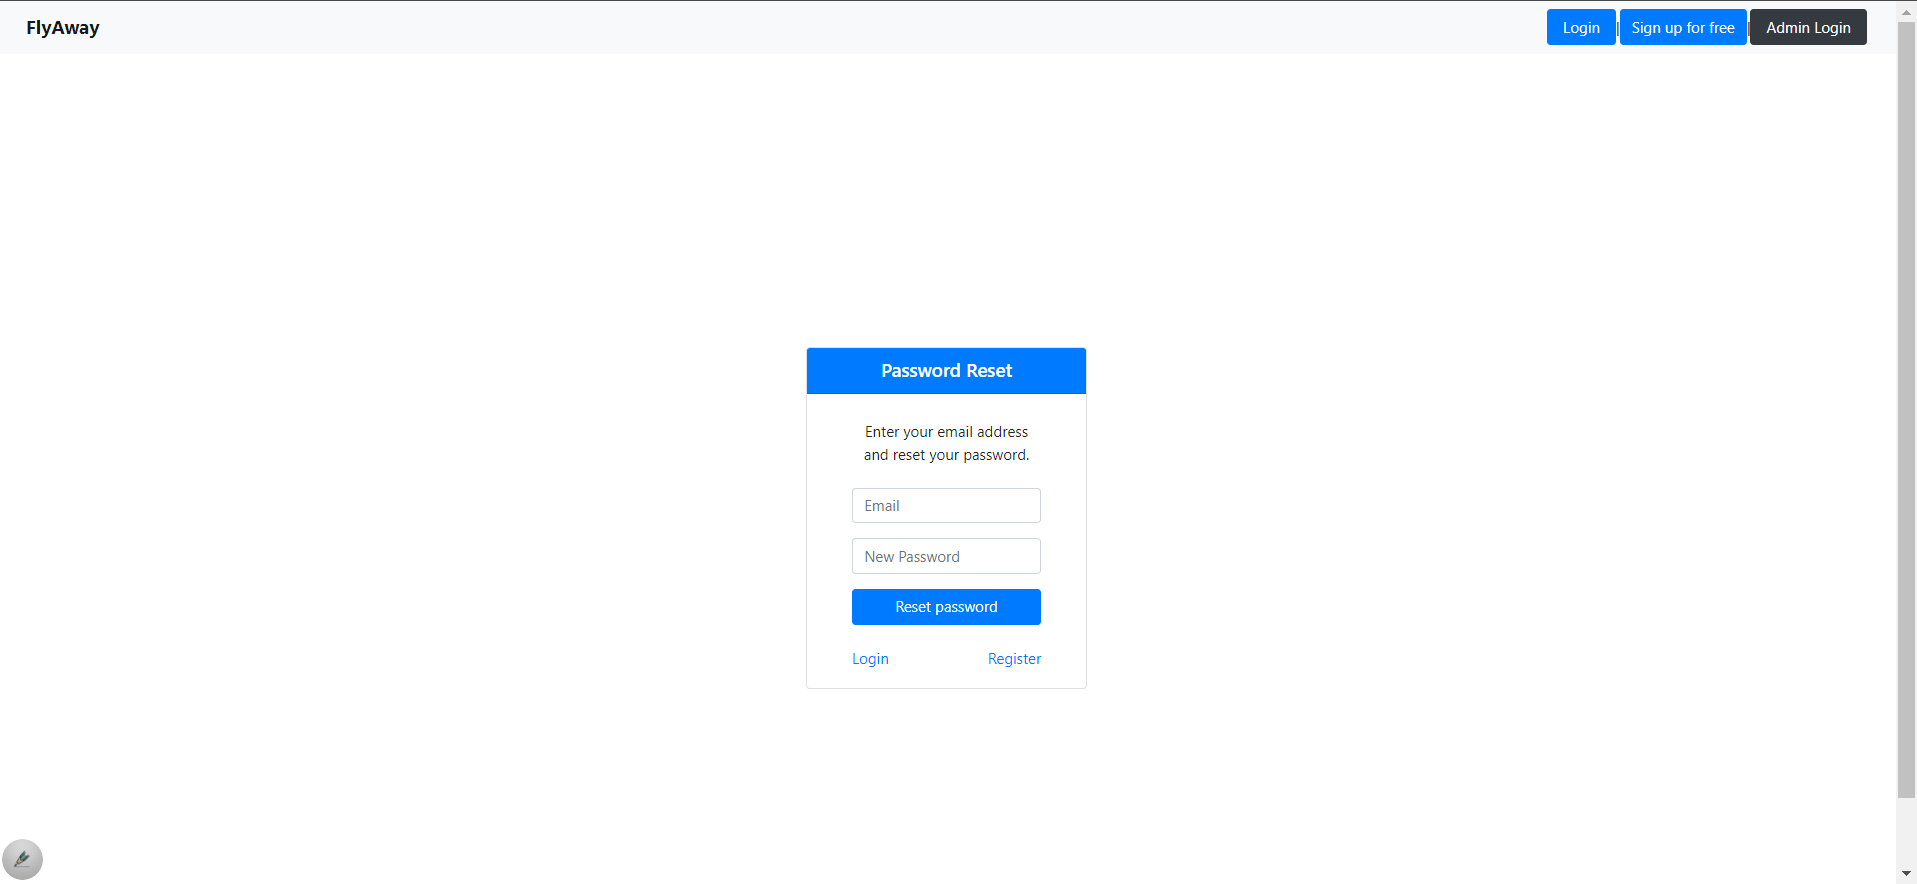 FlyAway
Login | Sign up for free | Admin Login
Password Reset
Enter your email address
and reset your password.
Email
New Password
Reset password
Login Register